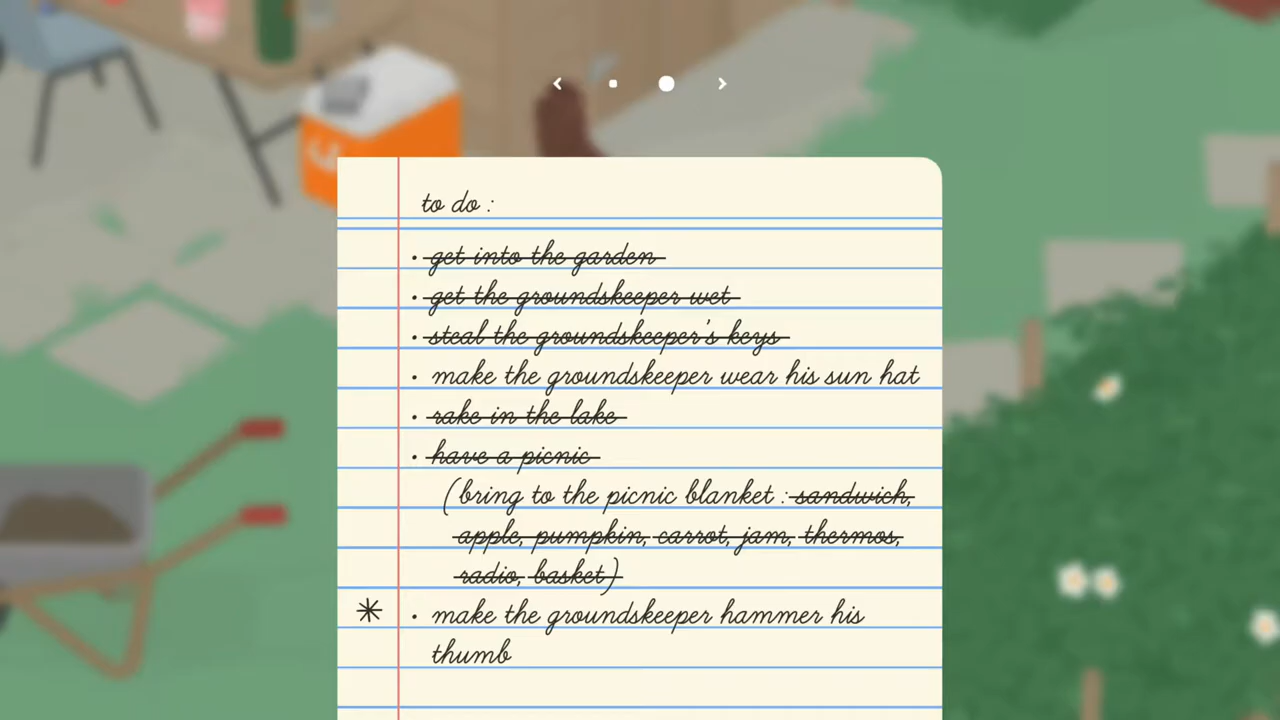 to do :
• get into the garden
• get the groundskeeper wet
• steal the groundskeeper's keys
• make the groundskeeper wear his sun hat
• rake in the lake
• have a picnic
(bring to the picnic blanket : sandwich,
apple, pumpkin, carrot, jam, thermos,
radio, basket)
• make the groundskeeper hammer his
thumb